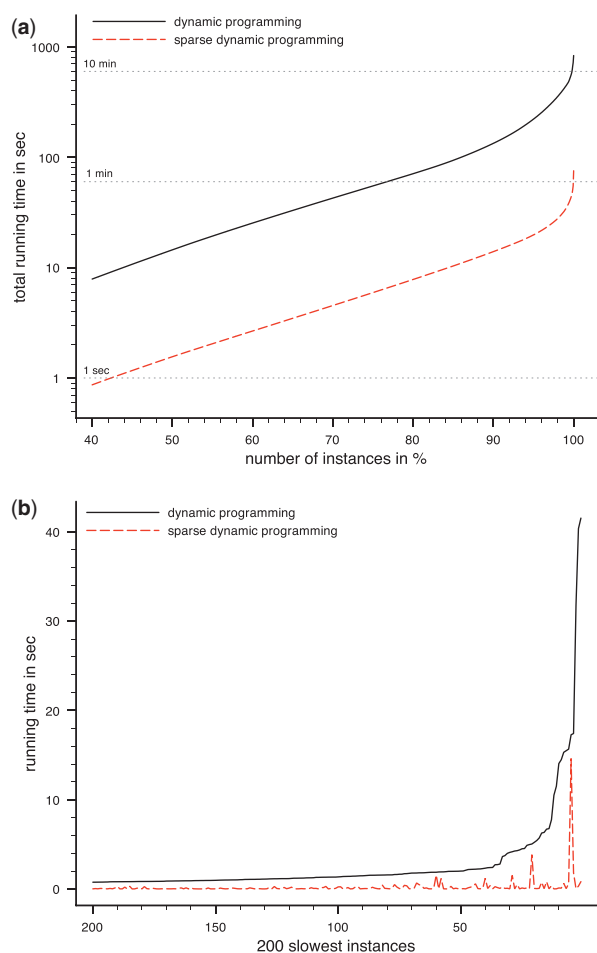 (a)
dynamic programming
sparse dynamic programming
total running time in sec
1000
10 min
100
1 min
10
1 sec
1
40 50 60 70 80 90 100
number of instances in %
(b)
dynamic programming
sparse dynamic programming
running time in sec
40
30
20
10
0
200 150 100 50
200 slowest instances